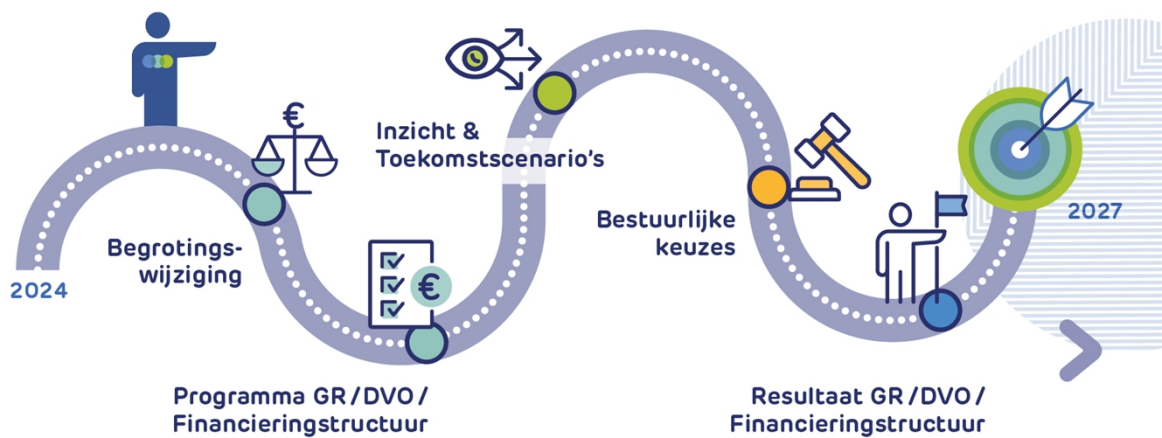 2024
Begrotings-
wijziging
€
Programma GR/DVO/
Financieringstructuur
€
Inzicht &
Toekomstscenario's
Bestuurlijke
keuzes
Resultaat GR/DVO/
Financieringstructuur
2027